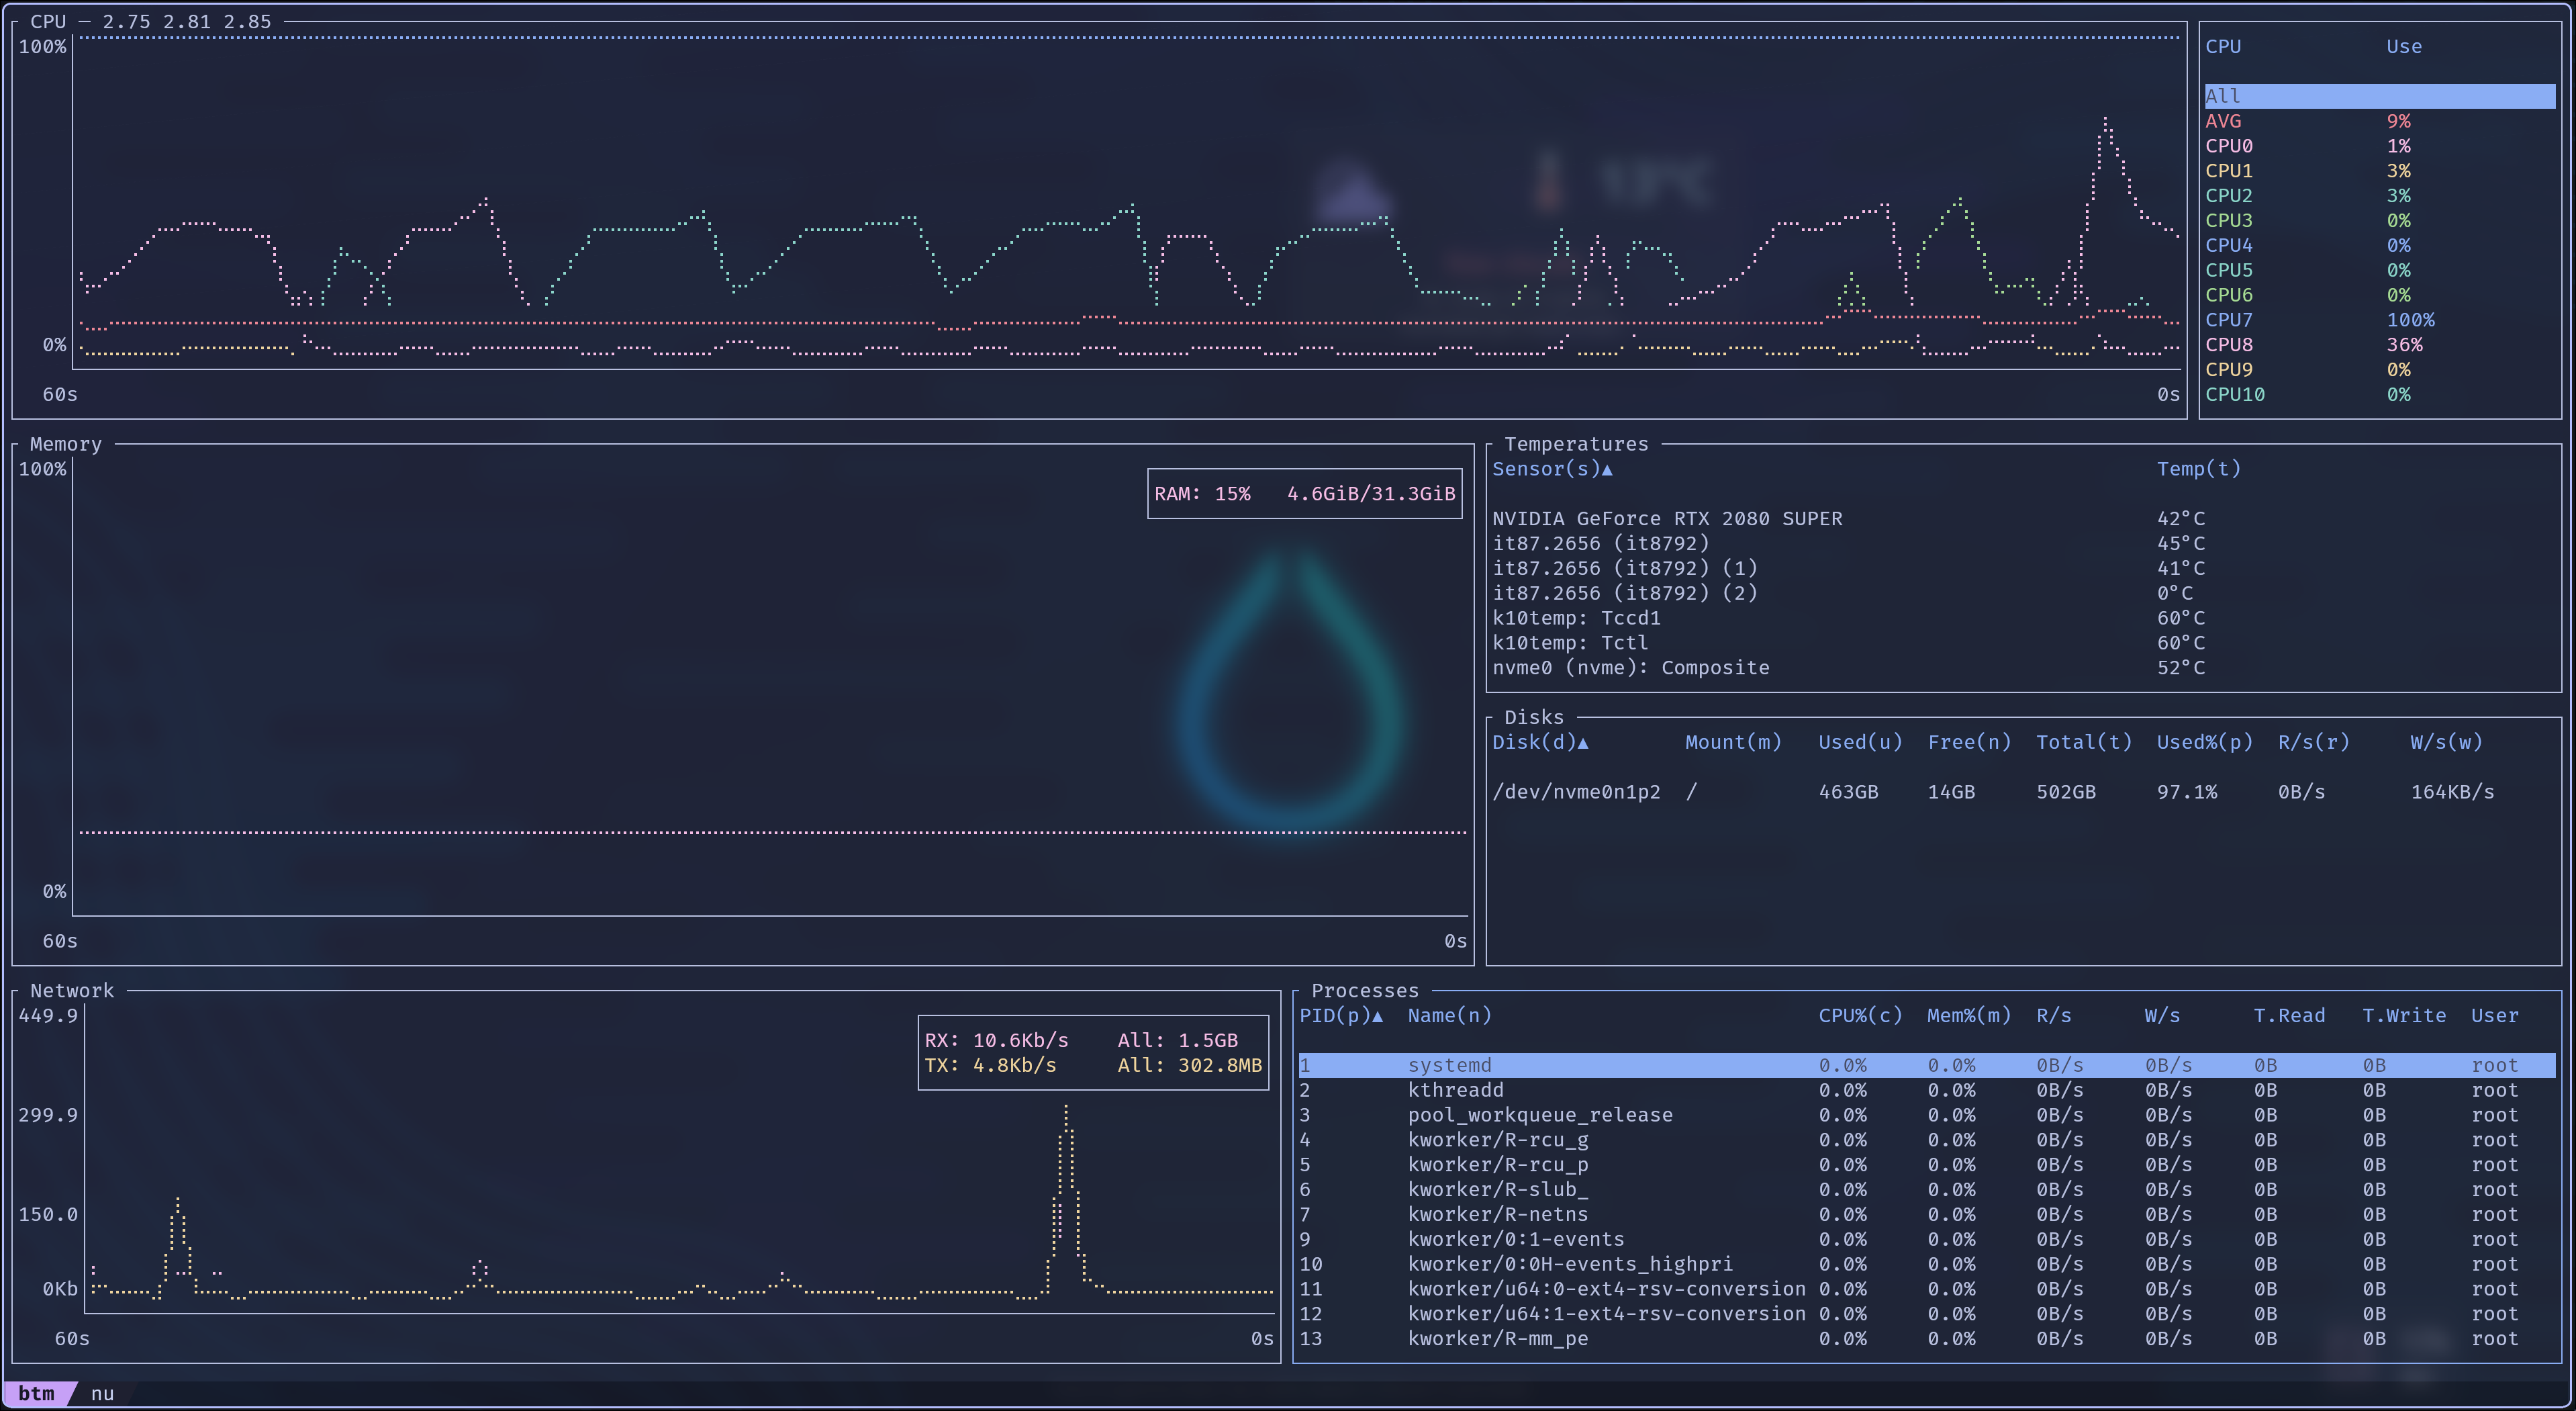 CPU — 2.75 2.81 2.85
100%
0%
60s 0s
CPU Use
All
AVG 9%
CPU0 1%
CPU1 3%
CPU2 3%
CPU3 0%
CPU4 0%
CPU5 0%
CPU6 0%
CPU7 100%
CPU8 36%
CPU9 0%
CPU10 0%
Memory
100%
RAM: 15% 4.6GiB/31.3GiB
0%
60s 0s
Temperatures
Sensor(s)▲ Temp(t)
NVIDIA GeForce RTX 2080 SUPER 42°C
it87.2656 (it8792) 45°C
it87.2656 (it8792) (1) 41°C
it87.2656 (it8792) (2) 0°C
k10temp: Tccd1 60°C
k10temp: Tctl 60°C
nvme0 (nvme): Composite 52°C
Disks
Disk(d)▲ Mount(m) Used(u) Free(n) Total(t) Used%(p) R/s(r) W/s(w)
/dev/nvme0n1p2 / 463GB 14GB 502GB 97.1% 0B/s 164KB/s
Network
449.9
RX: 10.6Kb/s All: 1.5GB
TX: 4.8Kb/s All: 302.8MB
299.9
150.0
0Kb
60s 0s
Processes
PID(p)▲ Name(n) CPU%(c) Mem%(m) R/s W/s T.Read T.Write User
1 systemd 0.0% 0.0% 0B/s 0B/s 0B 0B root
2 kthreadd 0.0% 0.0% 0B/s 0B/s 0B 0B root
3 pool_workqueue_release 0.0% 0.0% 0B/s 0B/s 0B 0B root
4 kworker/R-rcu_g 0.0% 0.0% 0B/s 0B/s 0B 0B root
5 kworker/R-rcu_p 0.0% 0.0% 0B/s 0B/s 0B 0B root
6 kworker/R-slub_ 0.0% 0.0% 0B/s 0B/s 0B 0B root
7 kworker/R-netns 0.0% 0.0% 0B/s 0B/s 0B 0B root
9 kworker/0:1-events 0.0% 0.0% 0B/s 0B/s 0B 0B root
10 kworker/0:0H-events_highpri 0.0% 0.0% 0B/s 0B/s 0B 0B root
11 kworker/u64:0-ext4-rsv-conversion 0.0% 0.0% 0B/s 0B/s 0B 0B root
12 kworker/u64:1-ext4-rsv-conversion 0.0% 0.0% 0B/s 0B/s 0B 0B root
13 kworker/R-mm_pe 0.0% 0.0% 0B/s 0B/s 0B 0B root
btm nu